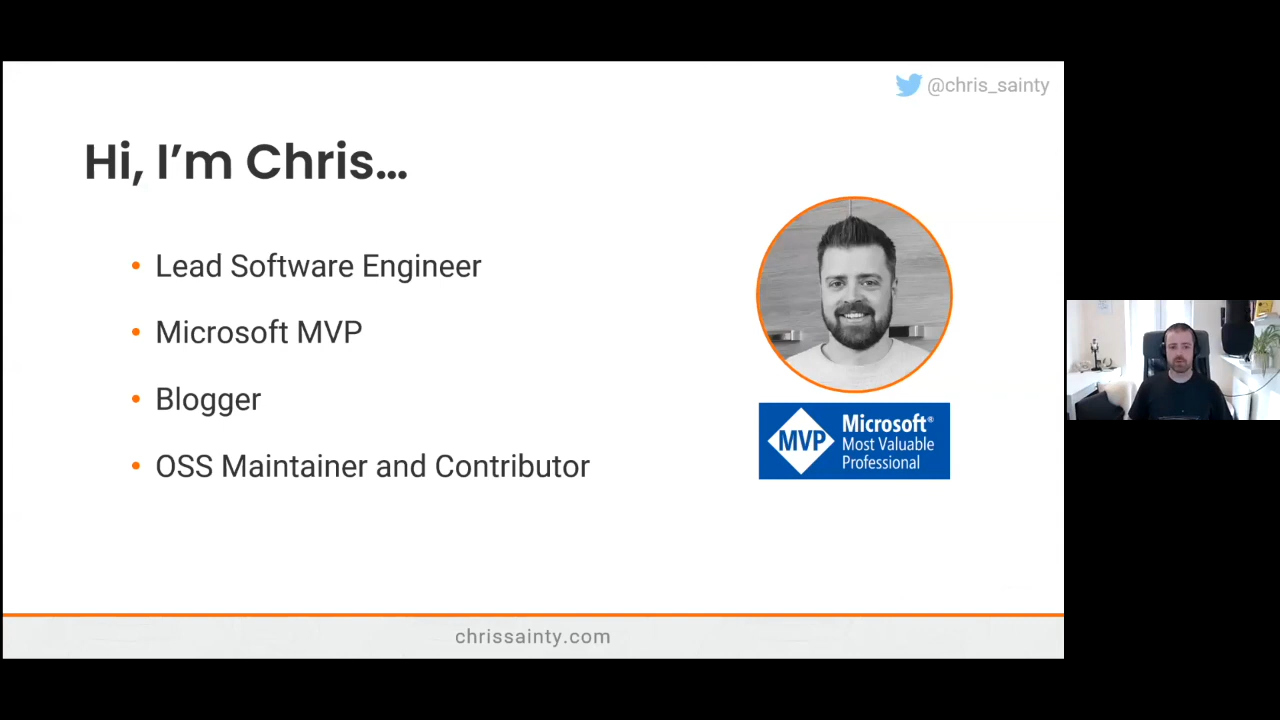 @chris_sainty
Hi, I’m Chris…
• Lead Software Engineer
• Microsoft MVP
• Blogger
• OSS Maintainer and Contributor
MVP
Microsoft®
Most Valuable
Professional
chrissainty.com